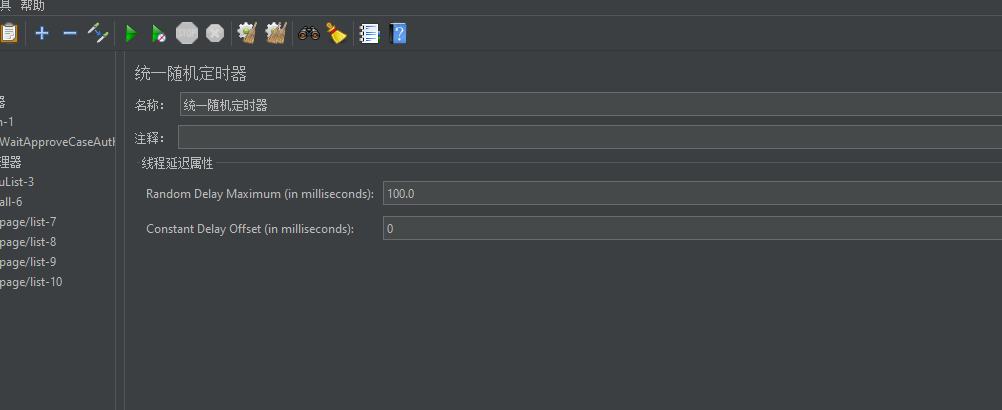 具 帮助
STOP
?
统一随机定时器
名称： 统一随机定时器
器
n-1
注释：
WaitApproveCaseAuth
理器
线程延迟属性
uList-3
Random Delay Maximum (in milliseconds): 100.0
all-6
page/list-7
Constant Delay Offset (in milliseconds): 0
page/list-8
page/list-9
page/list-10